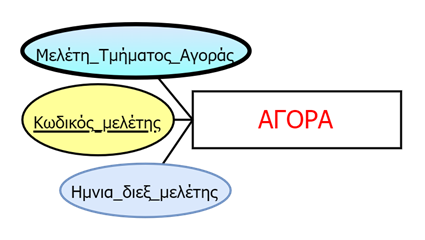 Μελέτη_Τμήματος_Αγοράς
Κωδικός_μελέτης
ΑΓΟΡΑ
Ημνια_διεξ_μελέτης